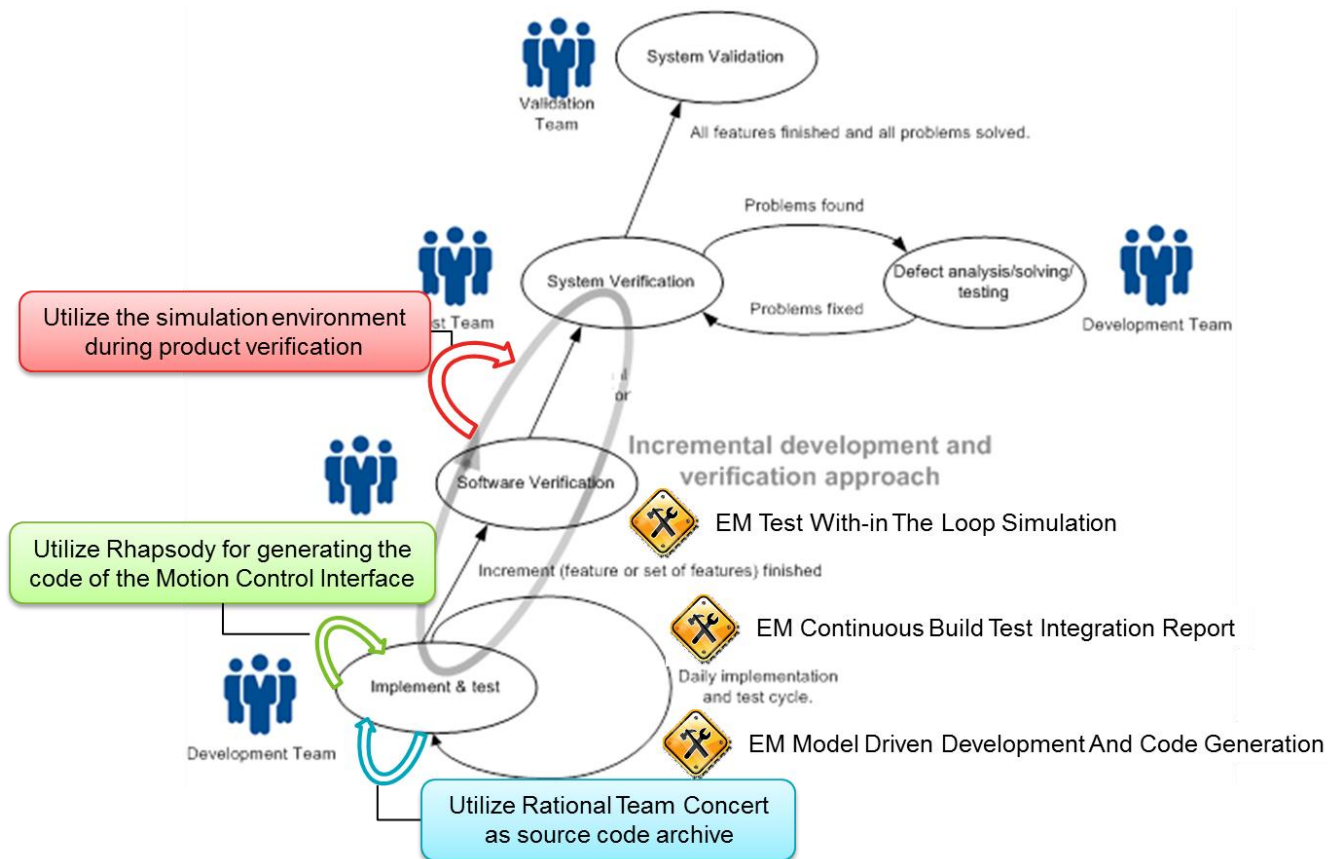 System Validation
Validation
Team
All features finished and all problems solved.
Problems found
System Verification
Defect analysis/solving/
testing
Problems fixed
Development Team
Utilize the simulation environment
during product verification
st Team
al
or
Incremental development and
verification approach
Software Verification
EM Test With-in The Loop Simulation
Utilize Rhapsody for generating the
code of the Motion Control Interface
Increment (feature or set of features) finished
EM Continuous Build Test Integration Report
Implement & test
Daily implementation
and test cycle.
Development Team
EM Model Driven Development And Code Generation
Utilize Rational Team Concert
as source code archive